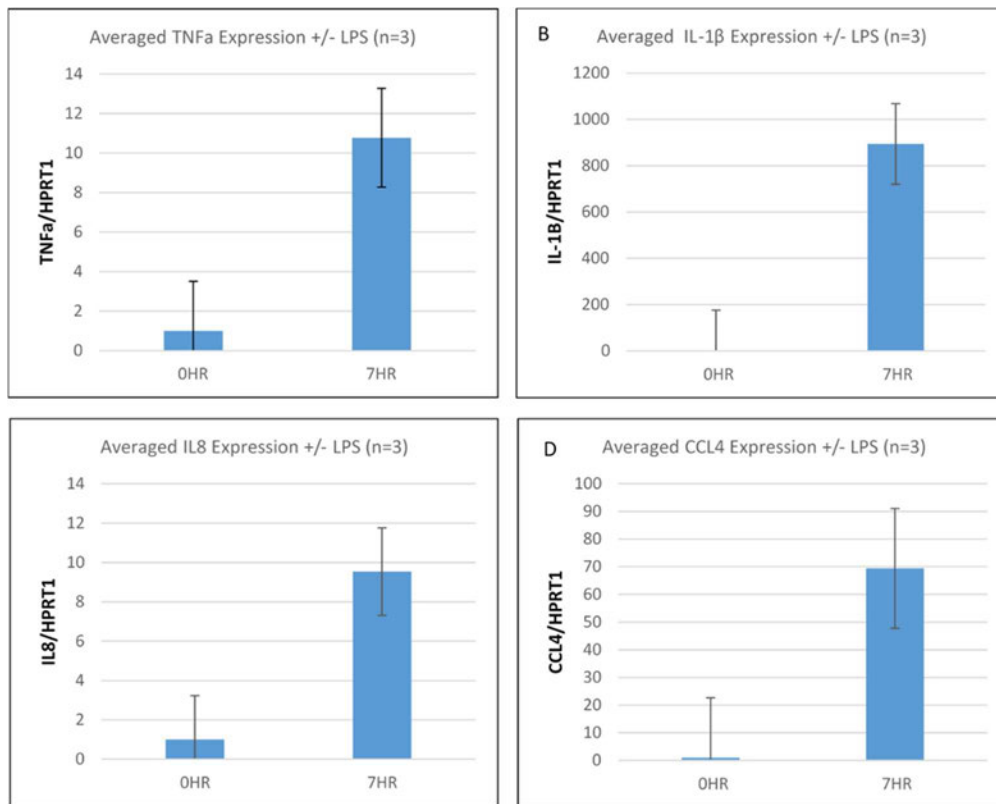 Averaged TNFa Expression +/- LPS (n=3)
TNFa/HPRT1
14
12
10
8
6
4
2
0
0HR 7HR
B Averaged IL-1β Expression +/- LPS (n=3)
IL-1B/HPRT1
1200
1000
800
600
400
200
0
0HR 7HR
Averaged IL8 Expression +/- LPS (n=3)
IL8/HPRT1
14
12
10
8
6
4
2
0
0HR 7HR
D Averaged CCL4 Expression +/- LPS (n=3)
CCL4/HPRT1
100
90
80
70
60
50
40
30
20
10
0
0HR 7HR